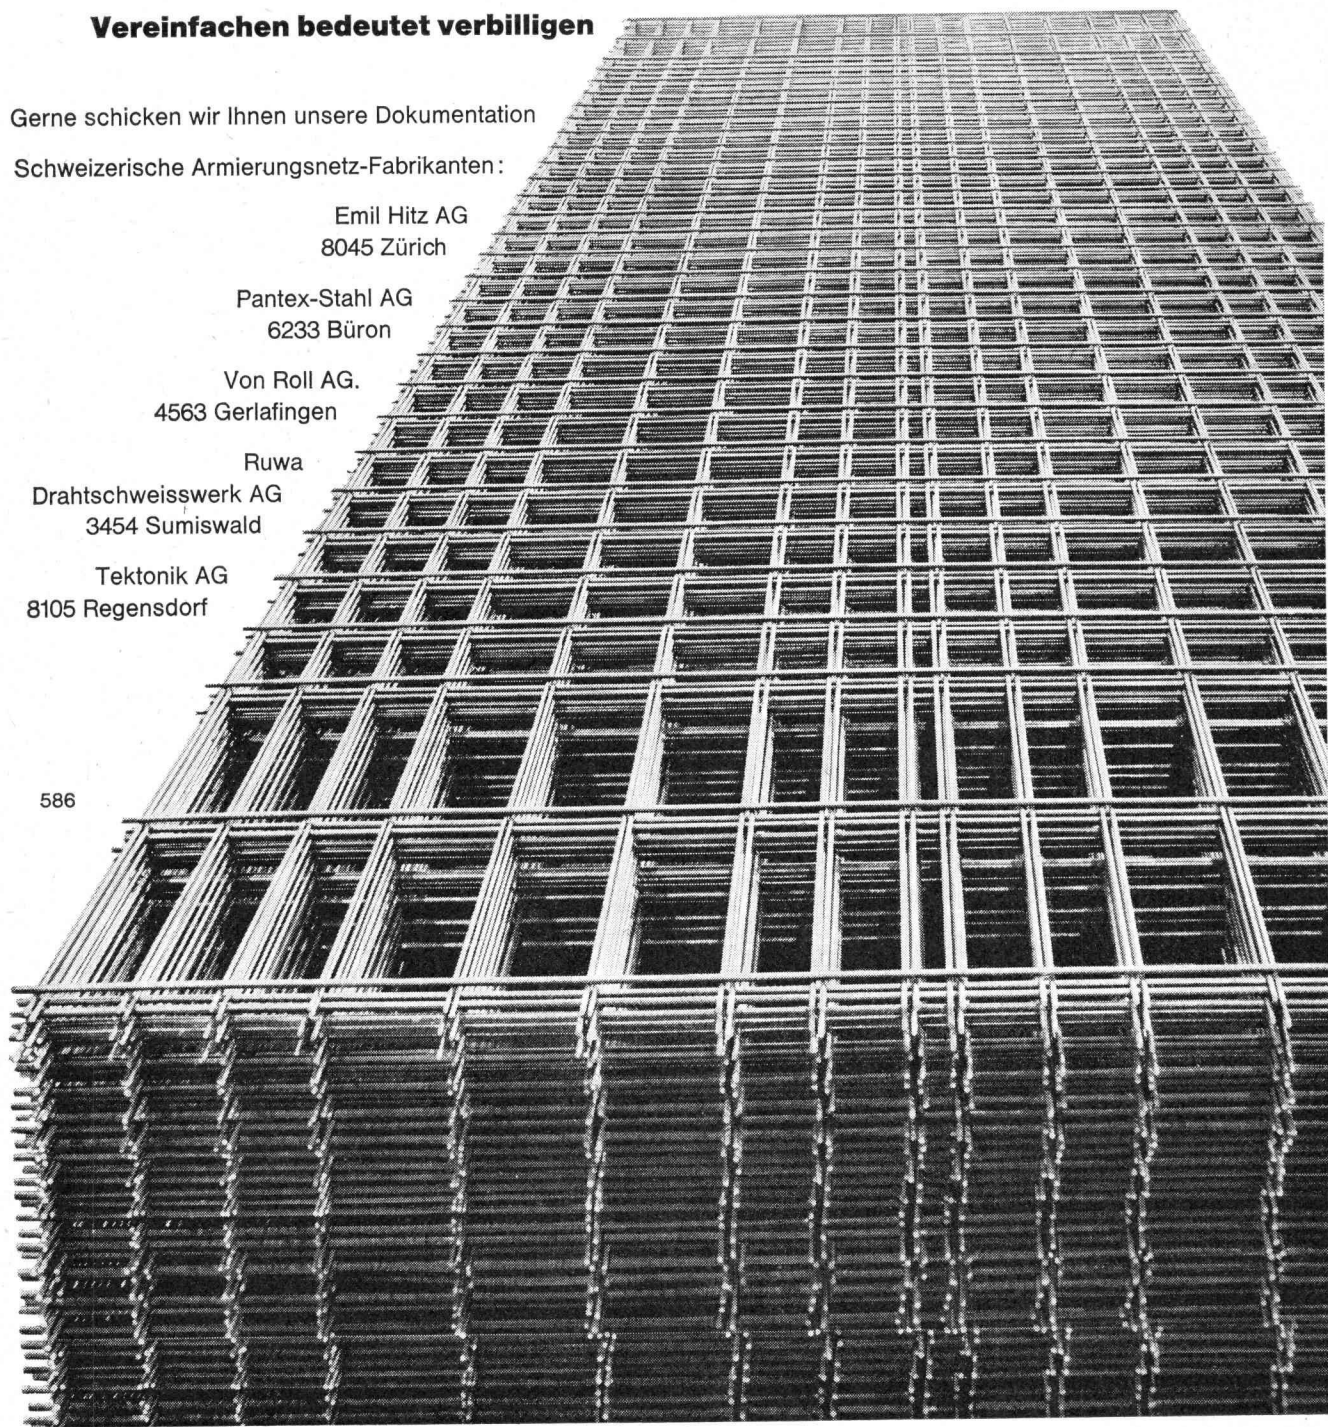 Vereinfachen bedeutet verbilligen
Gerne schicken wir Ihnen unsere Dokumentation
Schweizerische Armierungsnetz-Fabrikanten:
Emil Hitz AG
8045 Zürich
Pantex-Stahl AG
6233 Büron
Von Roll AG.
4563 Gerlafingen
Ruwa
Drahtschweisswerk AG
3454 Sumiswald
Tektonik AG
8105 Regensdorf
586